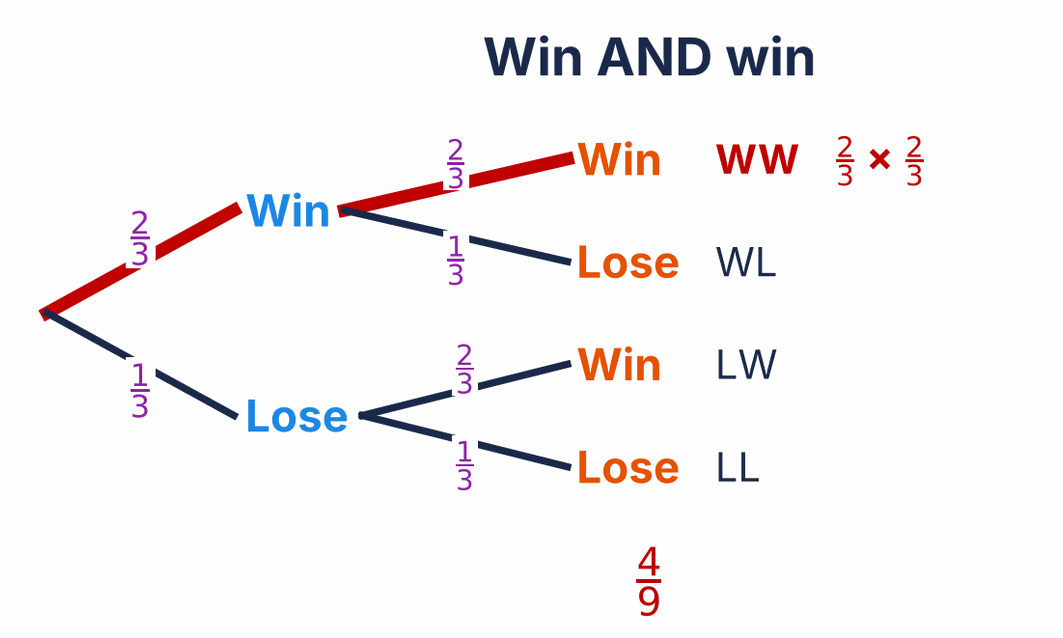 Win AND win
2/3 Win WW 2/3 × 2/3
2/3 Win
1/3 Lose WL
2/3 Win LW
1/3 Lose
1/3 Lose LL
4/9